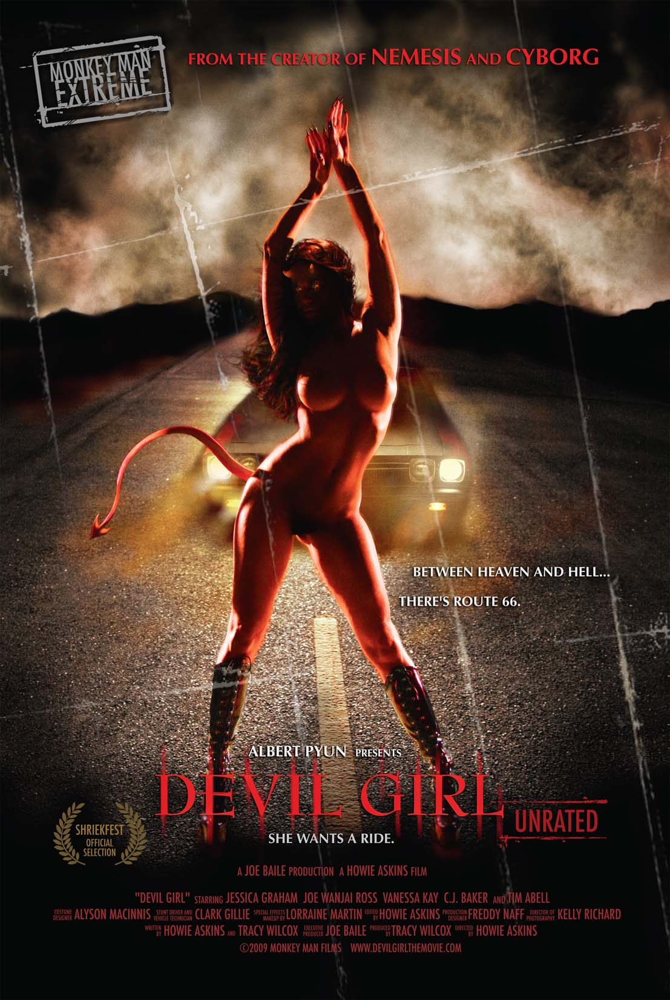 MONKEY MAN
EXTREME
FROM THE CREATOR OF NEMESIS AND CYBORG
BETWEEN HEAVEN AND HELL...
THERE'S ROUTE 66.
ALBERT PYUN PRESENTS
DEVIL GIRL
UNRATED
SHE WANTS A RIDE.
SHRIEKFEST
OFFICIAL
SELECTION
A JOE BAILE PRODUCTION A HOWIE ASKINS FILM
"DEVIL GIRL" STARRING JESSICA GRAHAM JOE WANJAI ROSS VANESSA KAY C.J. BAKER AND TIM ABELL
COSTUME DESIGNER ALYSON MACINNIS STUNT DRIVER AND VEHICLE TECHNICIAN CLARK GILLIE SPECIAL EFFECTS MAKEUP BY LORRAINE MARTIN EDITED BY HOWIE ASKINS PRODUCTION DESIGNER FREDDY NAFF DIRECTOR OF PHOTOGRAPHY KELLY RICHARD
WRITTEN BY HOWIE ASKINS AND TRACY WILCOX EXECUTIVE PRODUCER JOE BAILE PRODUCED BY TRACY WILCOX DIRECTED BY HOWIE ASKINS
©2009 MONKEY MAN FILMS WWW.DEVILGIRLTHEMOVIE.COM